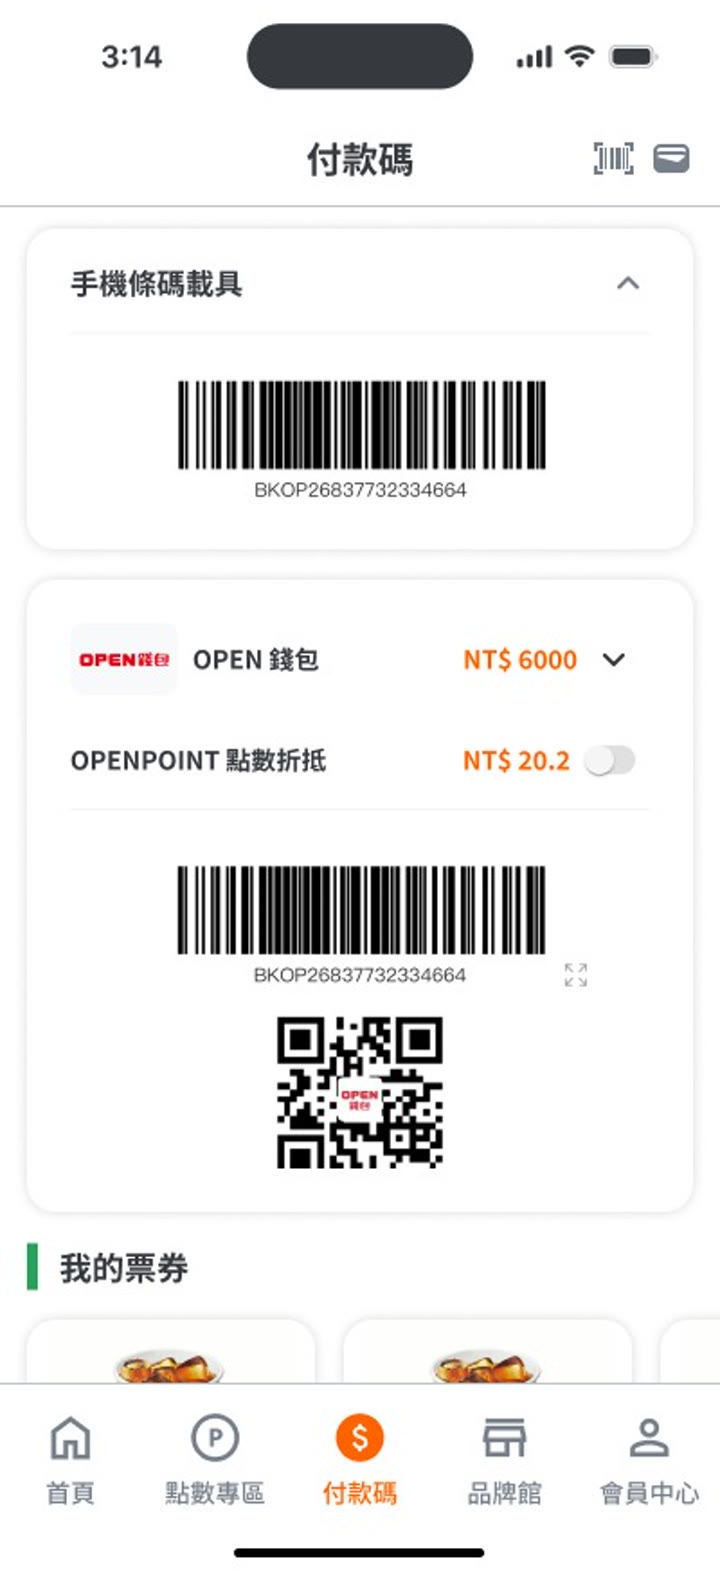 3:14
付款碼
手機條碼載具
BKOP26837732334664
OPEN錢包 OPEN 錢包 NT$ 6000
OPENPOINT 點數折抵 NT$ 20.2
BKOP26837732334664
OPEN
錢包
我的票券
P $
首頁 點數專區 付款碼 品牌館 會員中心